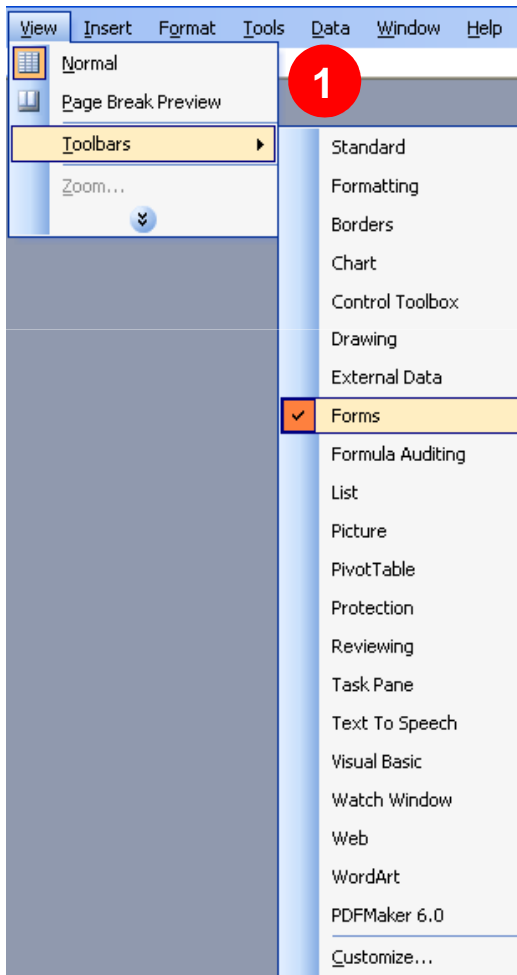 View Insert Format Tools Data Window Help
Normal
1
Page Break Preview
Toolbars
Zoom...
Standard
Formatting
Borders
Chart
Control Toolbox
Drawing
External Data
Forms
Formula Auditing
List
Picture
PivotTable
Protection
Reviewing
Task Pane
Text To Speech
Visual Basic
Watch Window
Web
WordArt
PDFMaker 6.0
Customize...